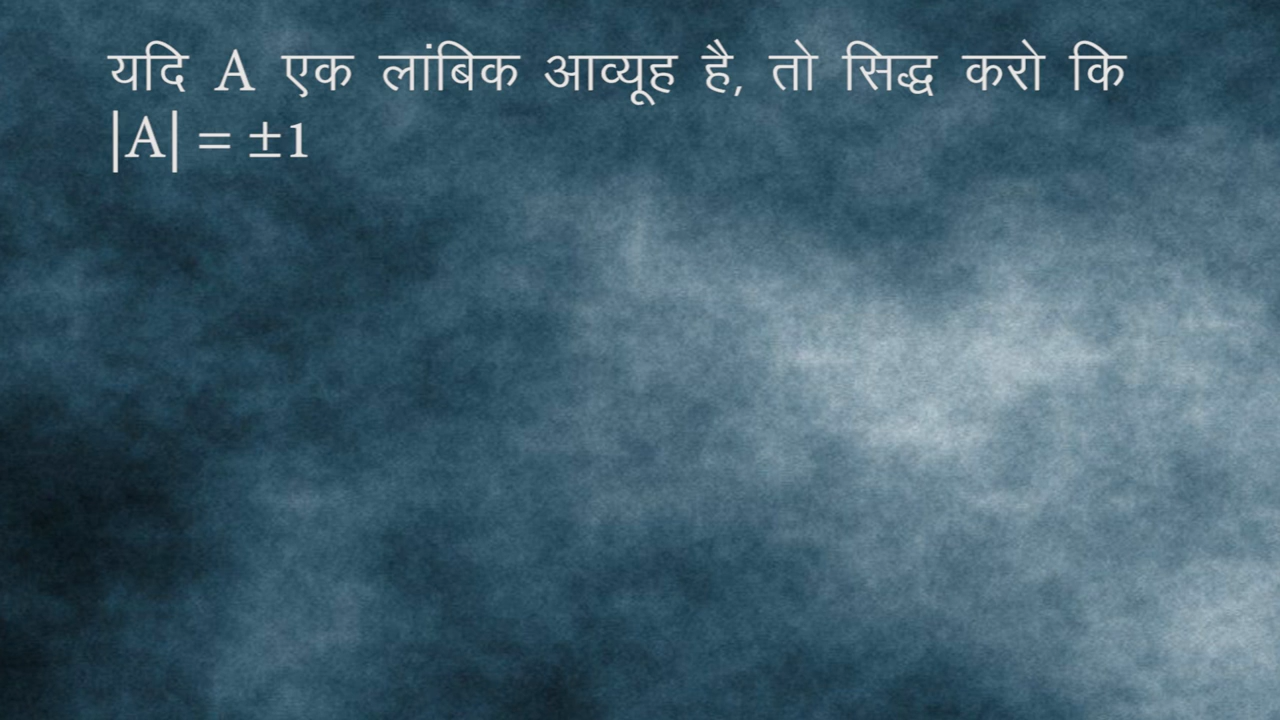 यदि A एक लांबिक आव्यूह है, तो सिद्ध करो कि
|A| = ±1